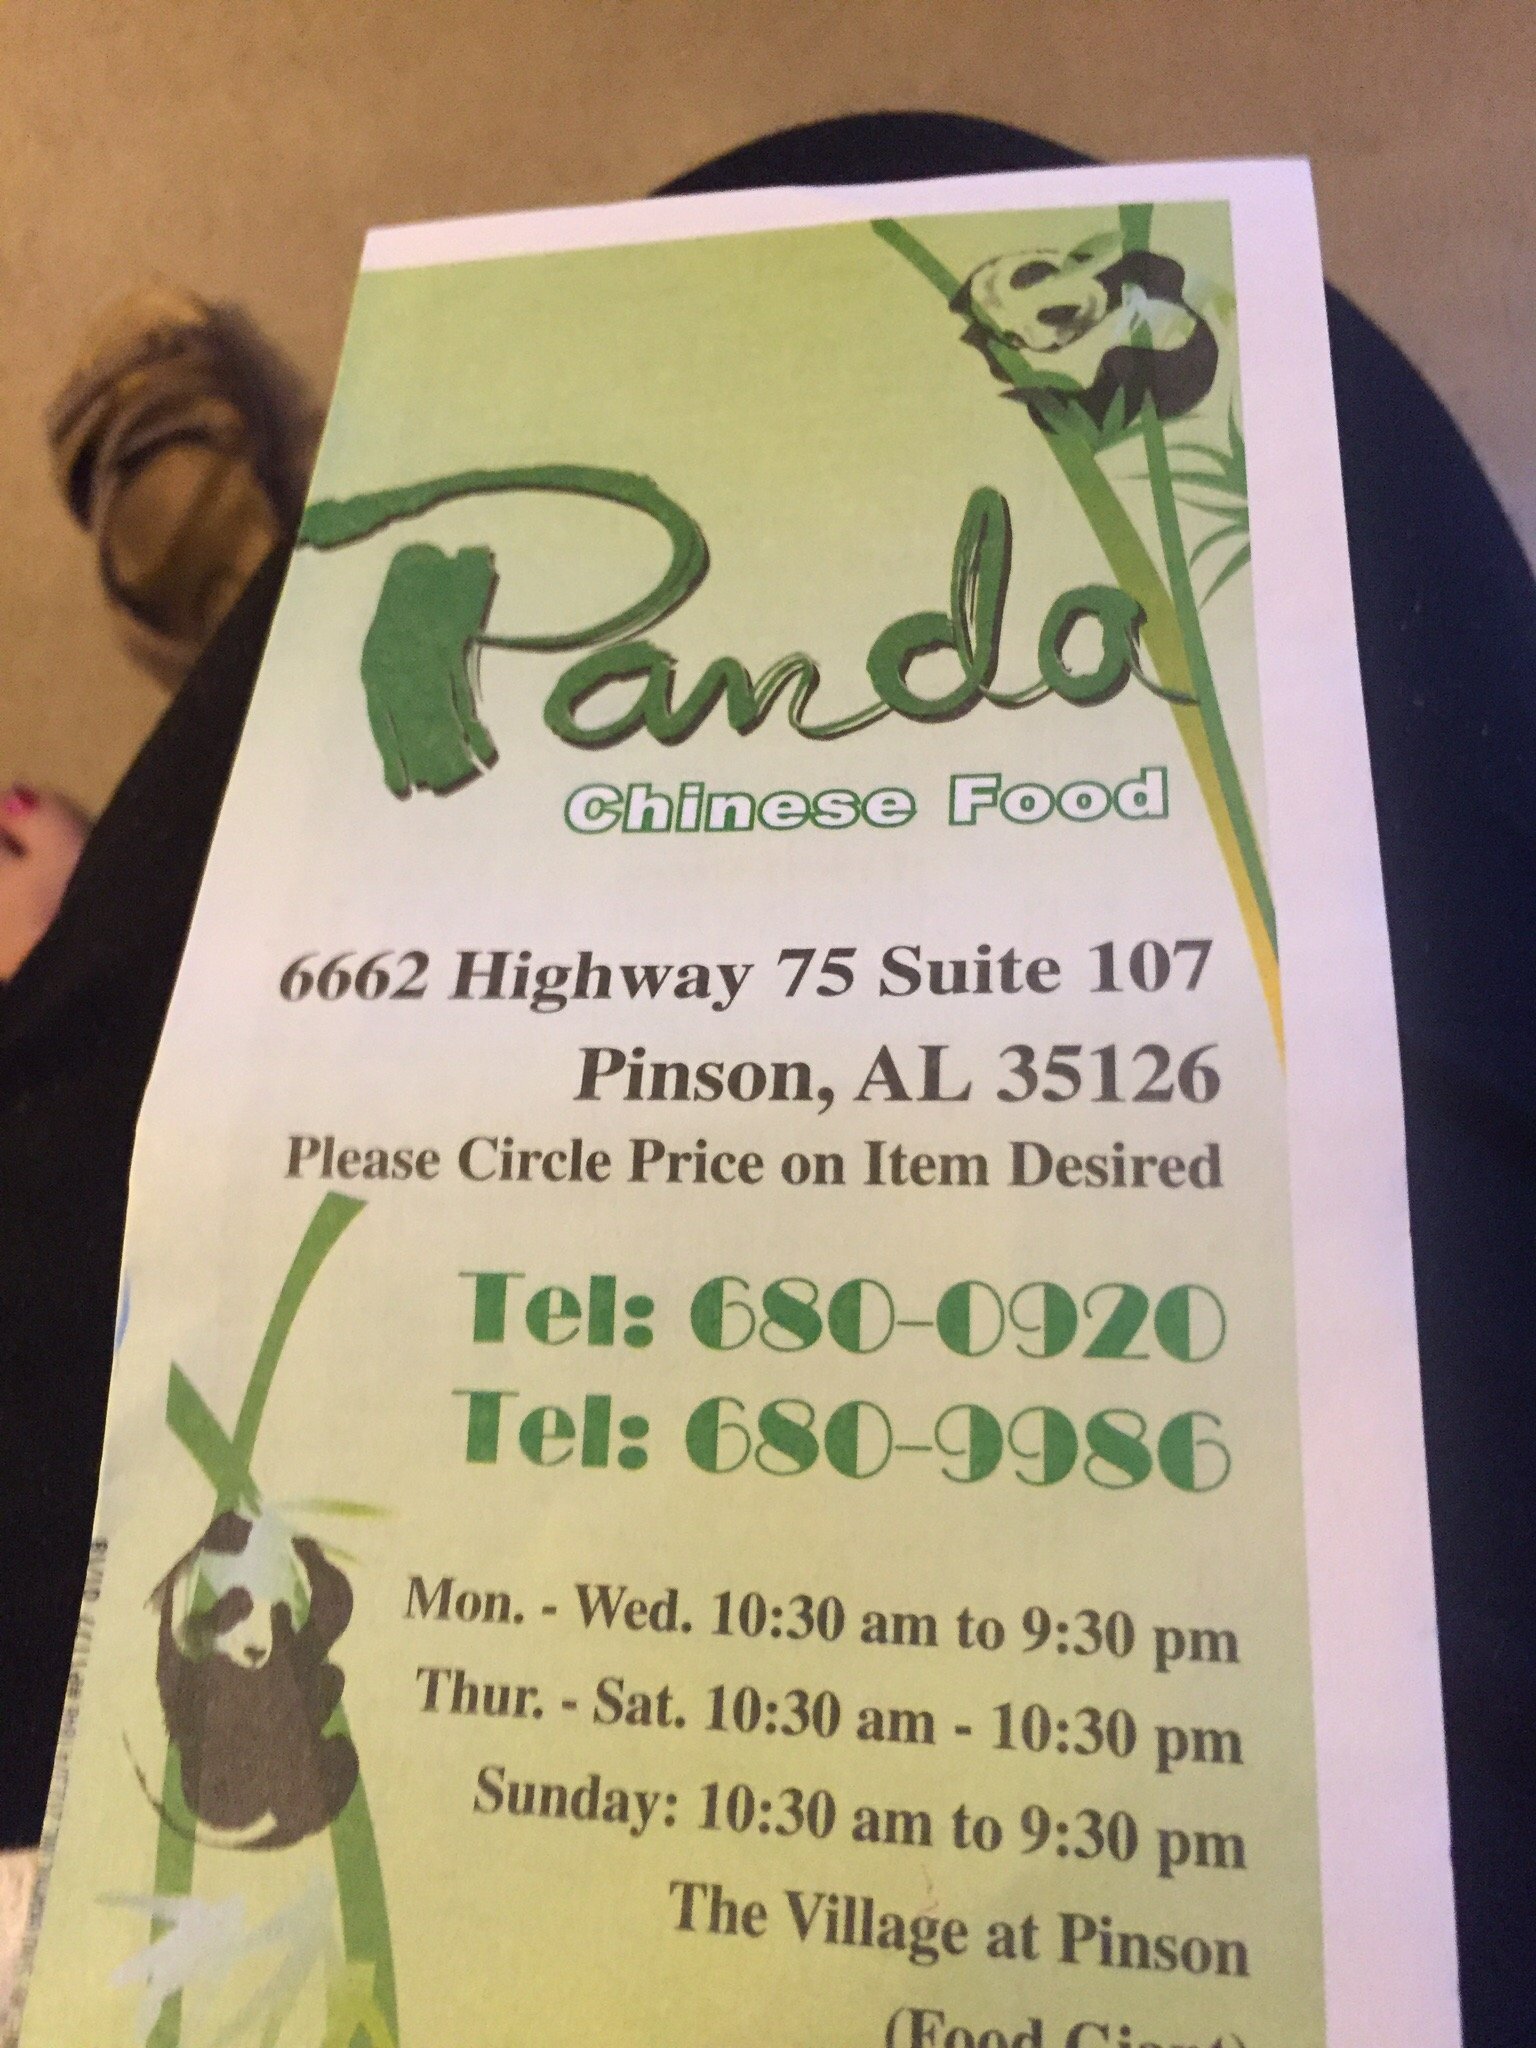 Panda
Chinese Food
6662 Highway 75 Suite 107
Pinson, AL 35126
Please Circle Price on Item Desired
Tel: 680-0920
Tel: 680-9986
Mon. - Wed. 10:30 am to 9:30 pm
Thur. - Sat. 10:30 am - 10:30 pm
Sunday: 10:30 am to 9:30 pm
The Village at Pinson
(Food Giant)